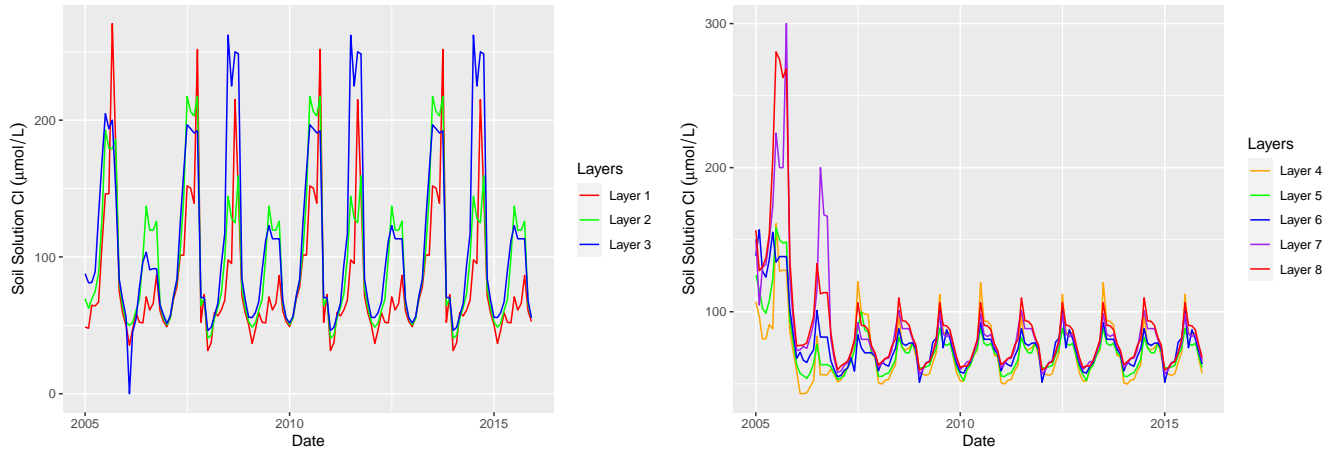 Soil Solution Cl (μmol/L)
200
100
0
2005
2010
2015
Date
Layers
Layer 1
Layer 2
Layer 3
Soil Solution Cl (μmol/L)
300
200
100
2005
2010
2015
Date
Layers
Layer 4
Layer 5
Layer 6
Layer 7
Layer 8